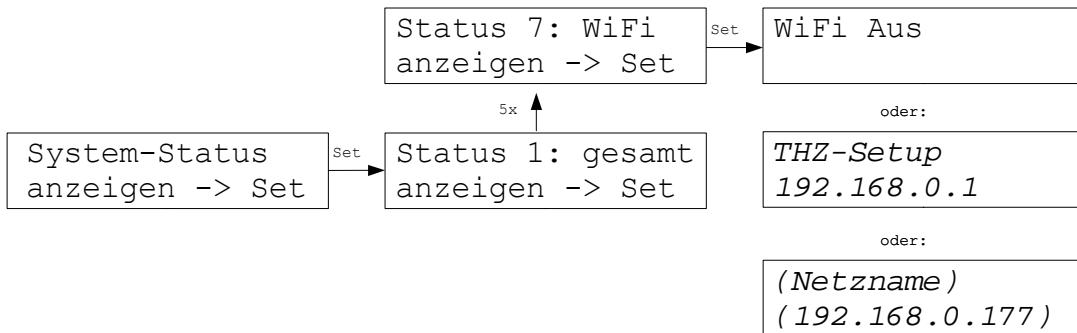 Status 7: WiFi
anzeigen -> Set
Set
WiFi Aus
5x
oder:
System-Status
anzeigen -> Set
Set
Status 1: gesamt
anzeigen -> Set
THZ-Setup
192.168.0.1
oder:
(Netzname)
(192.168.0.177)